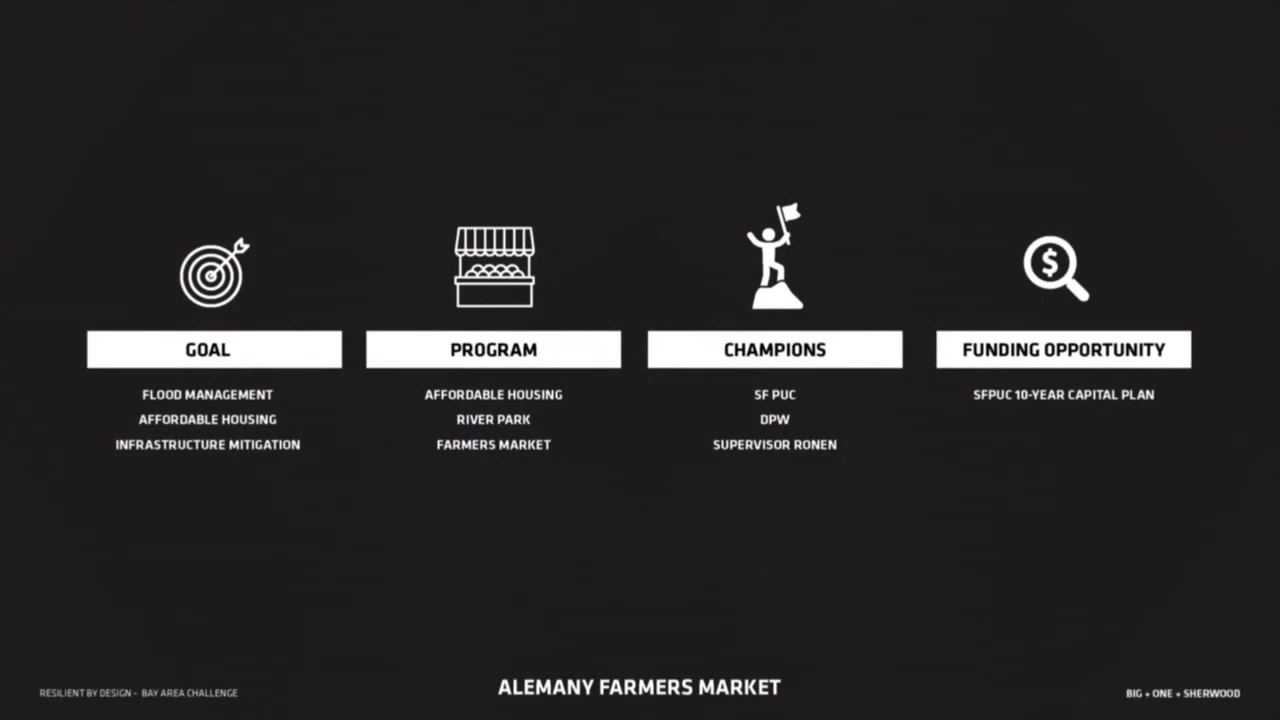 GOAL
FLOOD MANAGEMENT
AFFORDABLE HOUSING
INFRASTRUCTURE MITIGATION
PROGRAM
AFFORDABLE HOUSING
RIVER PARK
FARMERS MARKET
CHAMPIONS
SF PUC
DPW
SUPERVISOR RONEN
$
FUNDING OPPORTUNITY
SFPUC 10-YEAR CAPITAL PLAN
RESILIENT BY DESIGN - BAY AREA CHALLENGE
ALEMANY FARMERS MARKET
BIG + ONE + SHERWOOD